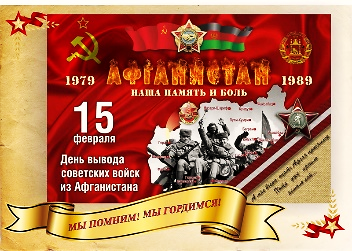 1979 АФГАНИСТАН 1989
НАША ПАМЯТЬ И БОЛЬ
15
февраля
День вывода
советских войск
из Афганистана
МЫ ПОМНИМ! МЫ ГОРДИМСЯ!